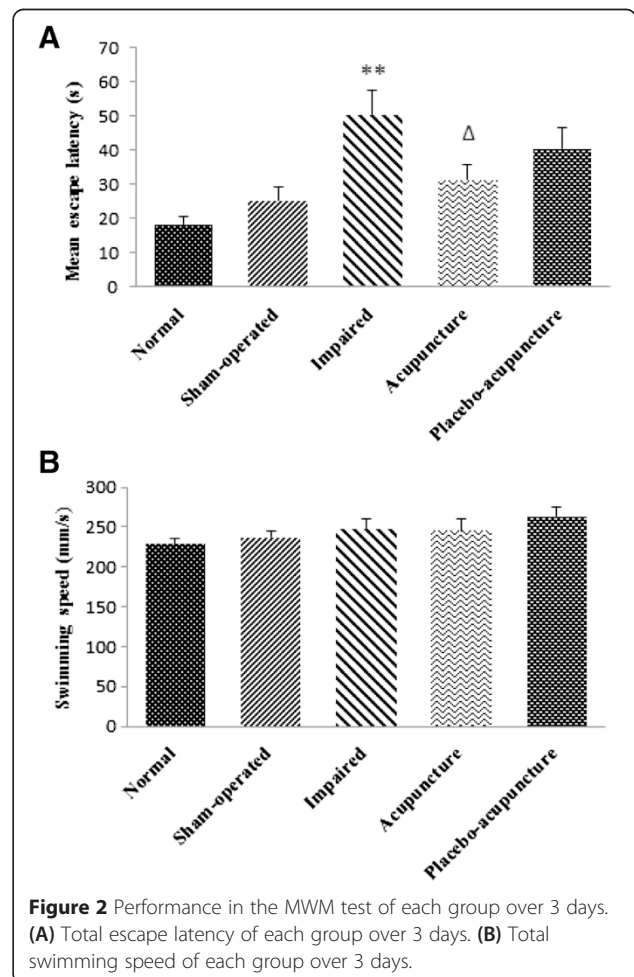 A
Mean escape latency (s)
70
60
50
40
30
20
10
0
**
Δ
Normal
Sham-operated
Impaired
Acupuncture
Placebo-acupuncture
B
Swimming speed (mm/s)
300
250
200
150
100
50
0
Normal
Sham-operated
Impaired
Acupuncture
Placebo-acupuncture
Figure 2 Performance in the MWM test of each group over 3 days.
(A) Total escape latency of each group over 3 days. (B) Total
swimming speed of each group over 3 days.